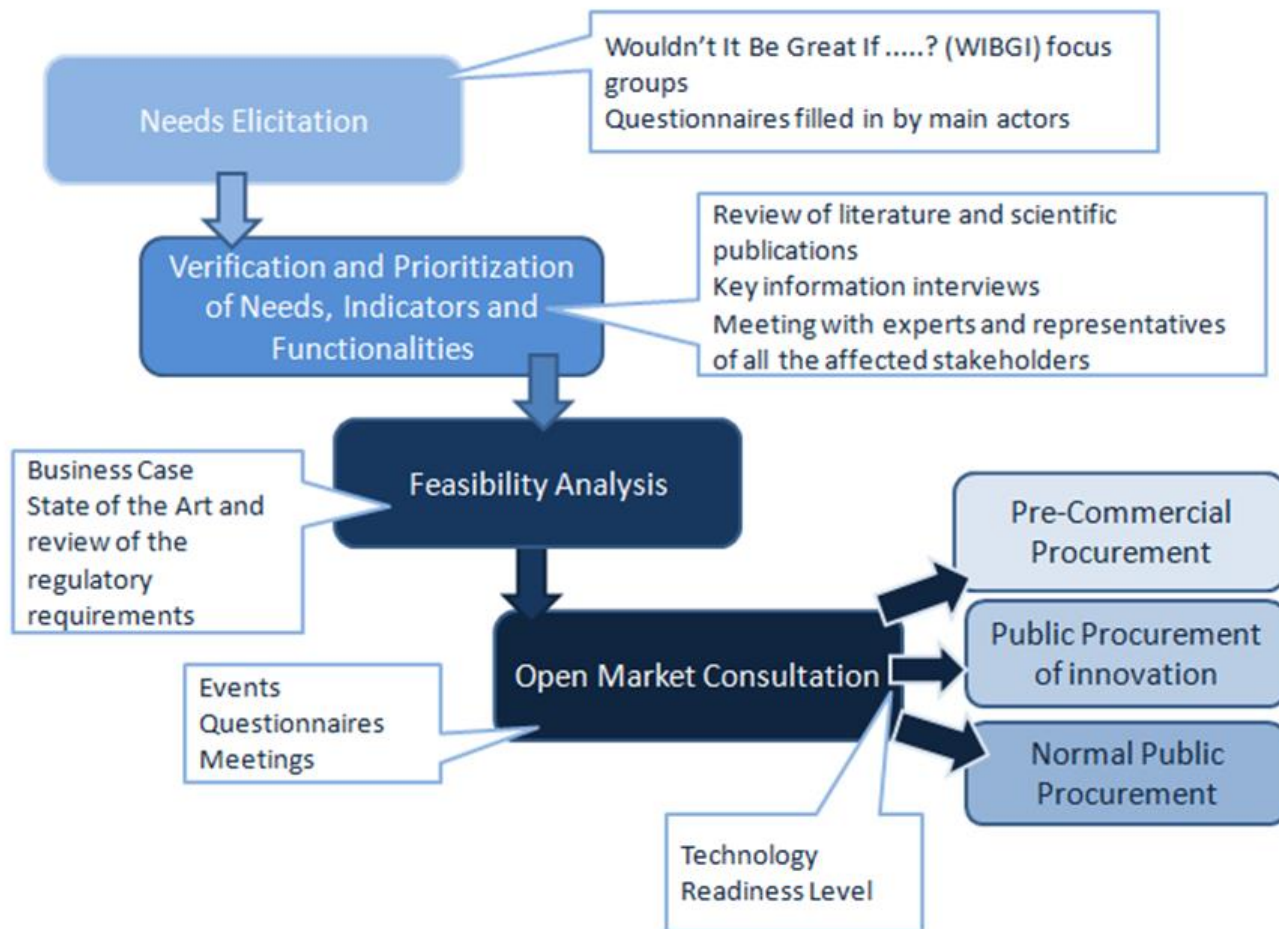 Needs Elicitation
Wouldn't It Be Great If .....? (WIBGI) focus
groups
Questionnaires filled in by main actors
Verification and Prioritization
of Needs, Indicators and
Functionalities
Review of literature and scientific
publications
Key information interviews
Meeting with experts and representatives
of all the affected stakeholders
Feasibility Analysis
Business Case
State of the Art and
review of the
regulatory
requirements
Open Market Consultation
Events
Questionnaires
Meetings
Technology
Readiness Level
Pre-Commercial
Procurement
Public Procurement
of innovation
Normal Public
Procurement